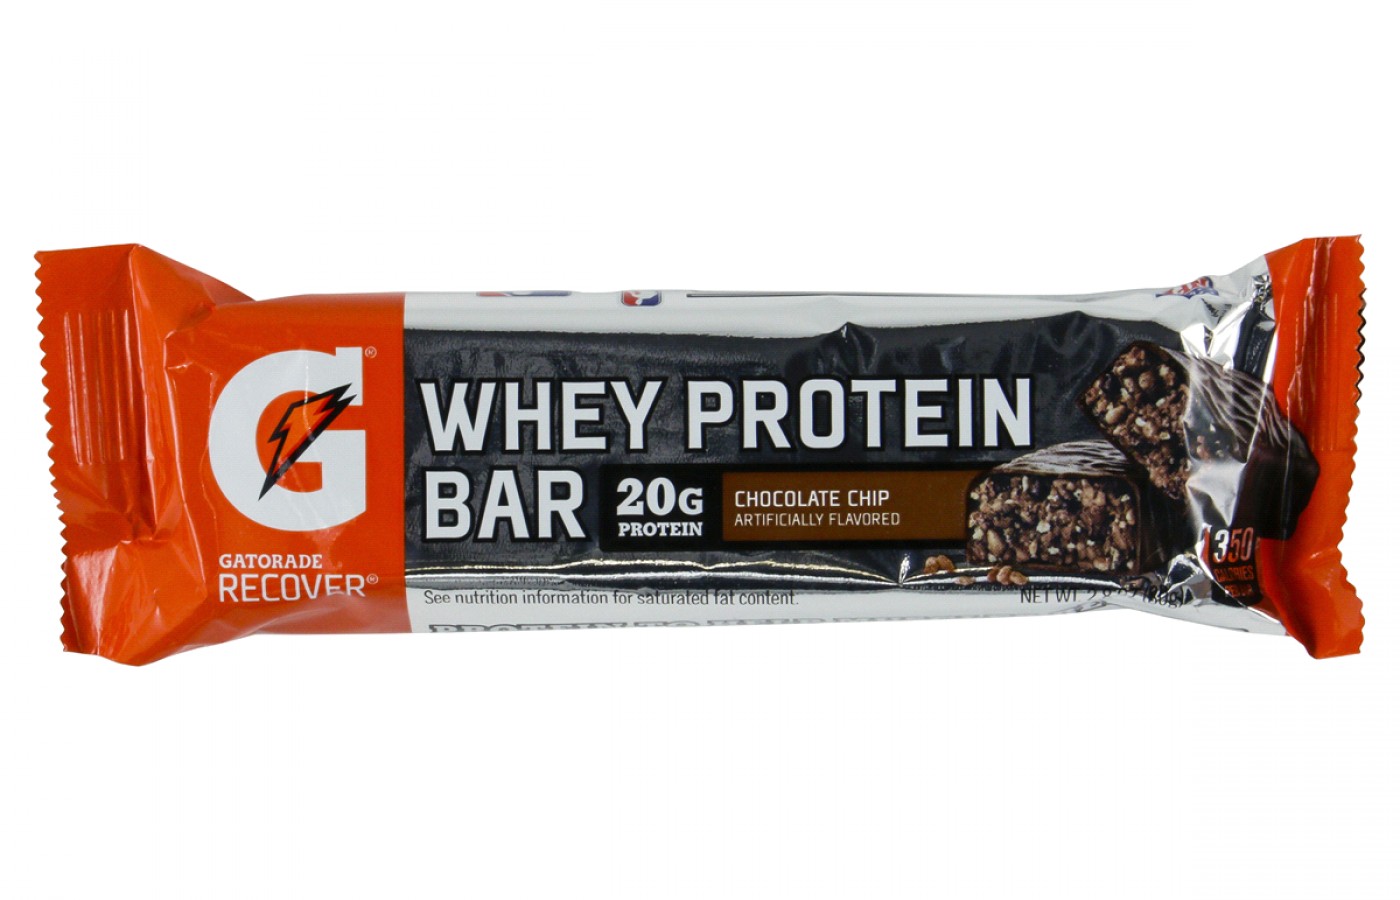 G®
GATORADE
RECOVER®
WHEY PROTEIN
BAR
20G
PROTEIN
CHOCOLATE CHIP
ARTIFICIALLY FLAVORED
See nutrition information for saturated fat content.
NET WT
350
CALORIES